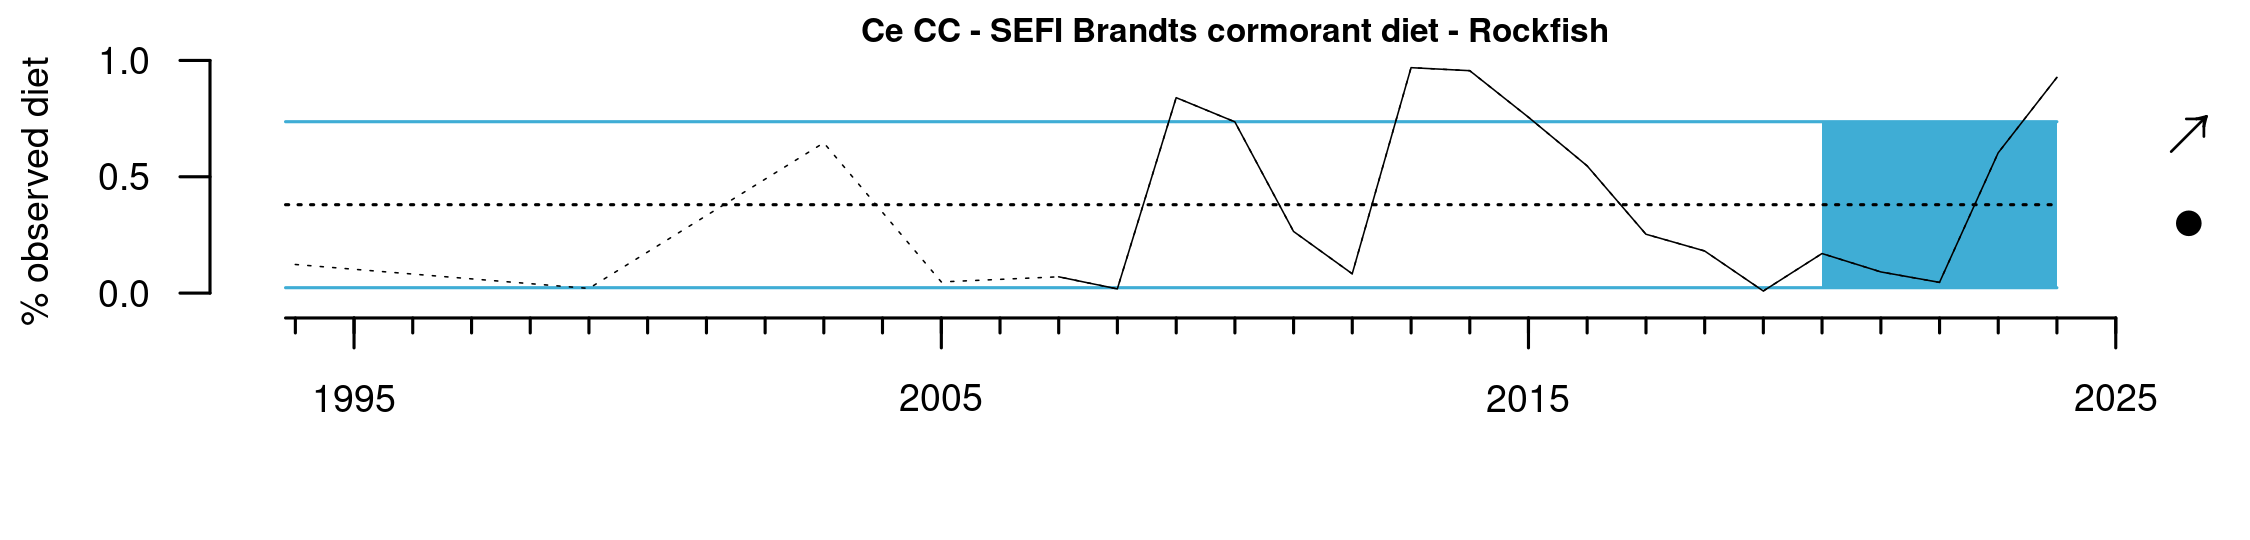 Ce CC - SEFI Brandts cormorant diet - Rockfish
% observed diet
1.0
0.5
0.0
1995 2005 2015 2025